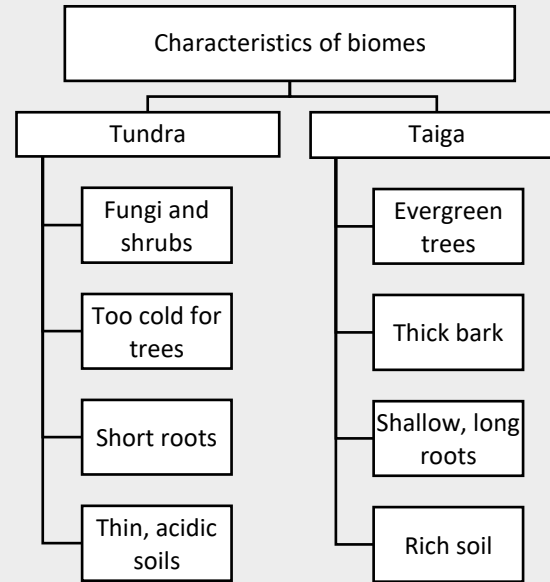 Characteristics of biomes
Tundra
Fungi and
shrubs
Too cold for
trees
Short roots
Thin, acidic
soils
Taiga
Evergreen
trees
Thick bark
Shallow, long
roots
Rich soil